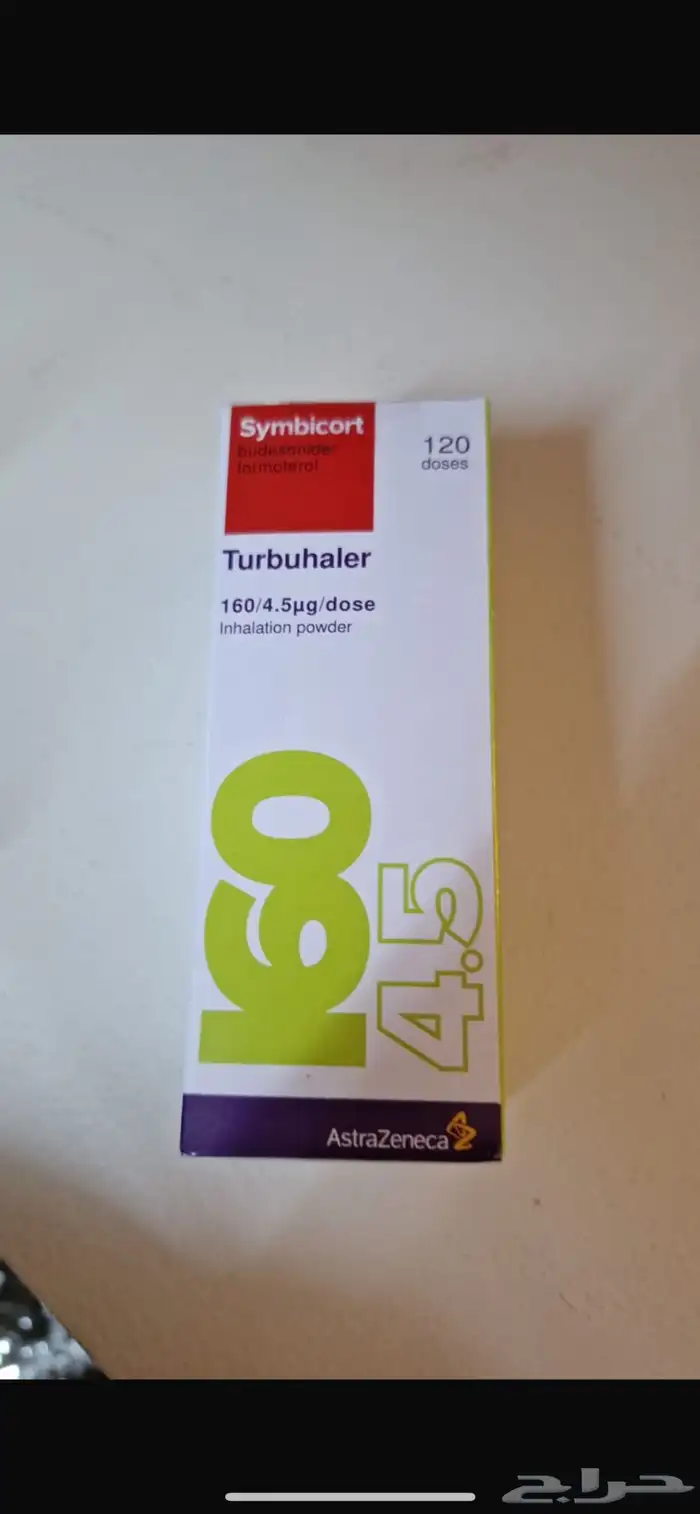 Symbicort
budesonide/
formoterol
120
doses
Turbuhaler
160/4.5µg/dose
Inhalation powder
160
4.5
AstraZeneca
حراج